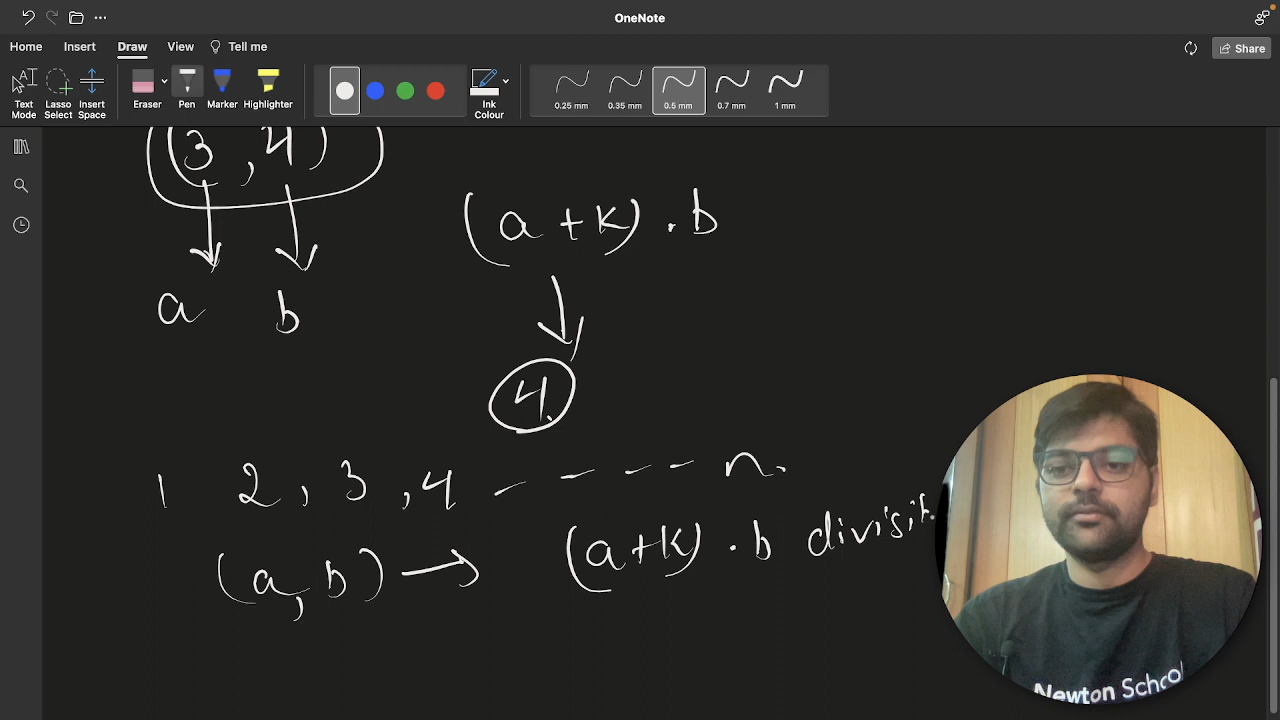 OneNote
Home Insert Draw View Tell me
Share
Text Mode
Lasso Select
Insert Space
Eraser
Pen
Marker
Highlighter
Ink Colour
0.25 mm
0.35 mm
0.5 mm
0.7 mm
1 mm
(3 , 4)
a b
(a + k) . b
4.
1 2 , 3 , 4 - - - - n.
(a, b) → (a + k) . b
Newton School